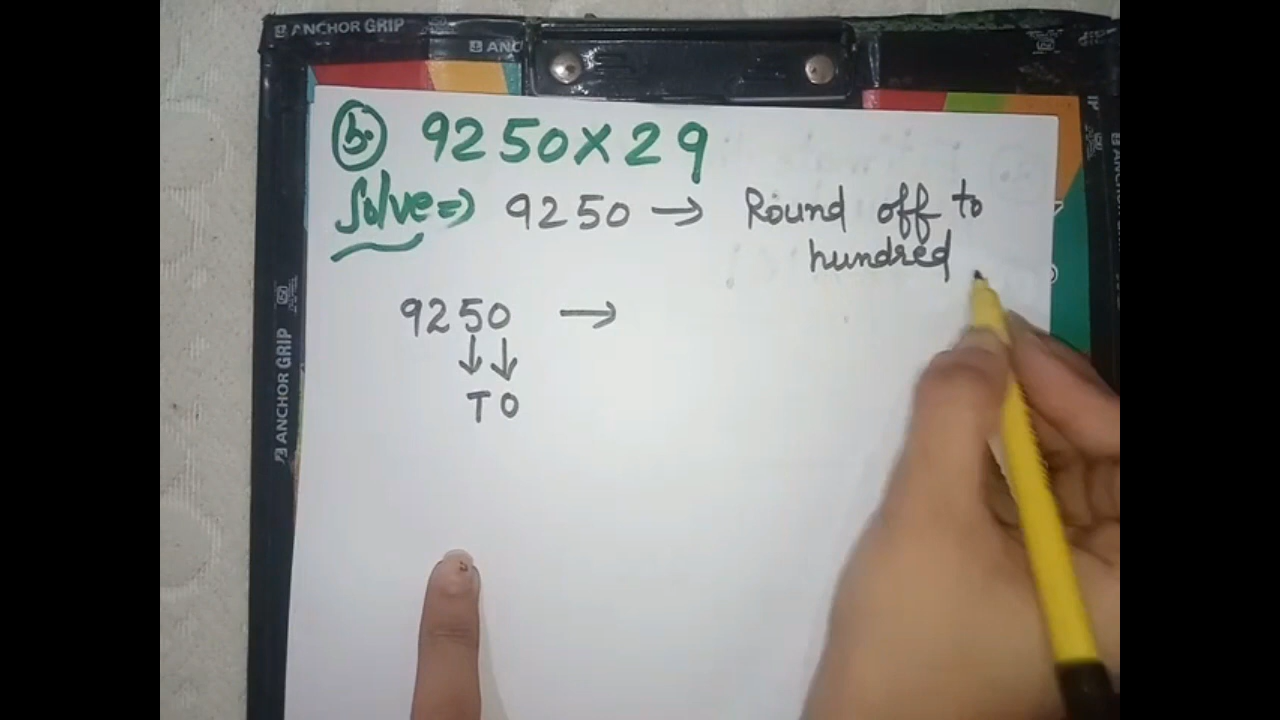 ANCHOR GRIP
ANC
b. 9250×29
Solve ⇒ 9250 → Round off to
hundred
9250 →
↓↓
T O
ANCHOR GRIP